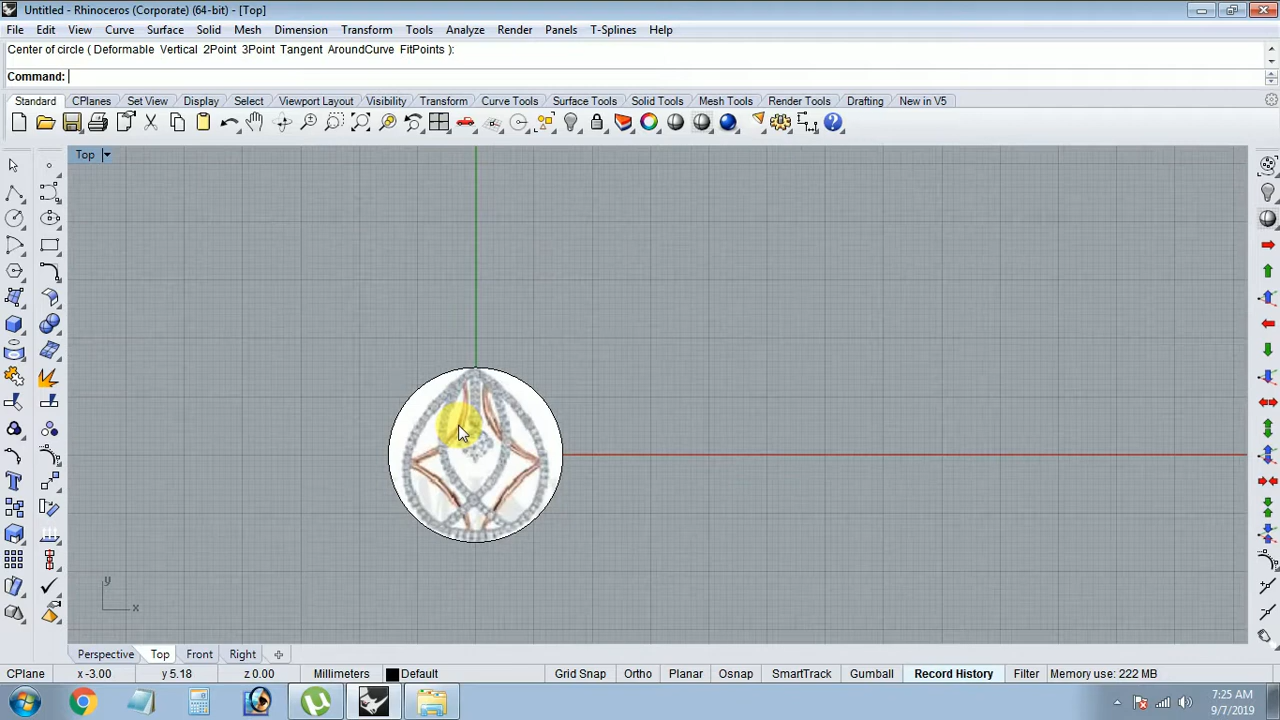 Untitled - Rhinoceros (Corporate) (64-bit) - [Top]
File Edit View Curve Surface Solid Mesh Dimension Transform Tools Analyze Render Panels T-Splines Help
Center of circle ( Deformable Vertical 2Point 3Point Tangent AroundCurve FitPoints ):
Command:
Standard CPlanes Set View Display Select Viewport Layout Visibility Transform Curve Tools Surface Tools Solid Tools Mesh Tools Render Tools Drafting New in V5
Top
y
x
Perspective Top Front Right
CPlane x -3.00 y 5.18 z 0.00 Millimeters Default Grid Snap Ortho Planar Osnap SmartTrack Gumball Record History Filter Memory use: 222 MB
7:25 AM
9/7/2019